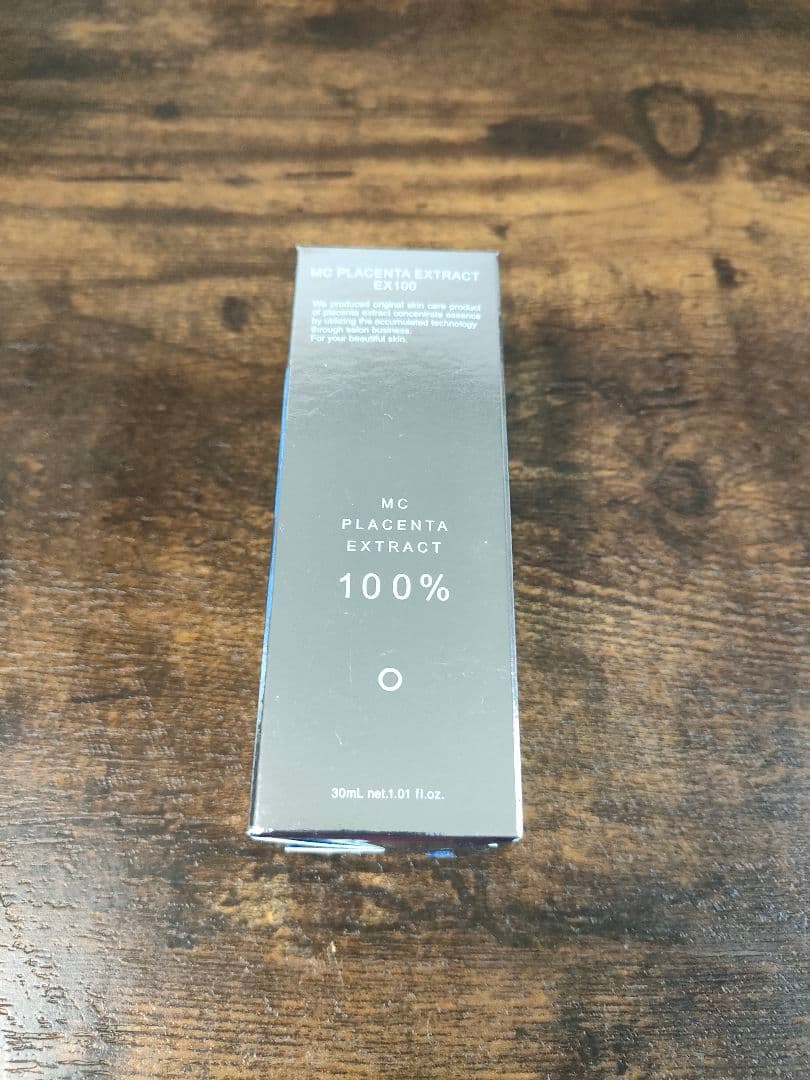 MC PLACENTA EXTRACT
EX100
We produced original skin care product
of placenta extract concentrate essence
by utilizing the accumulated technology
through salon business.
For your beautiful skin.
MC
PLACENTA
EXTRACT
100%
30mL net.1.01 fl.oz.